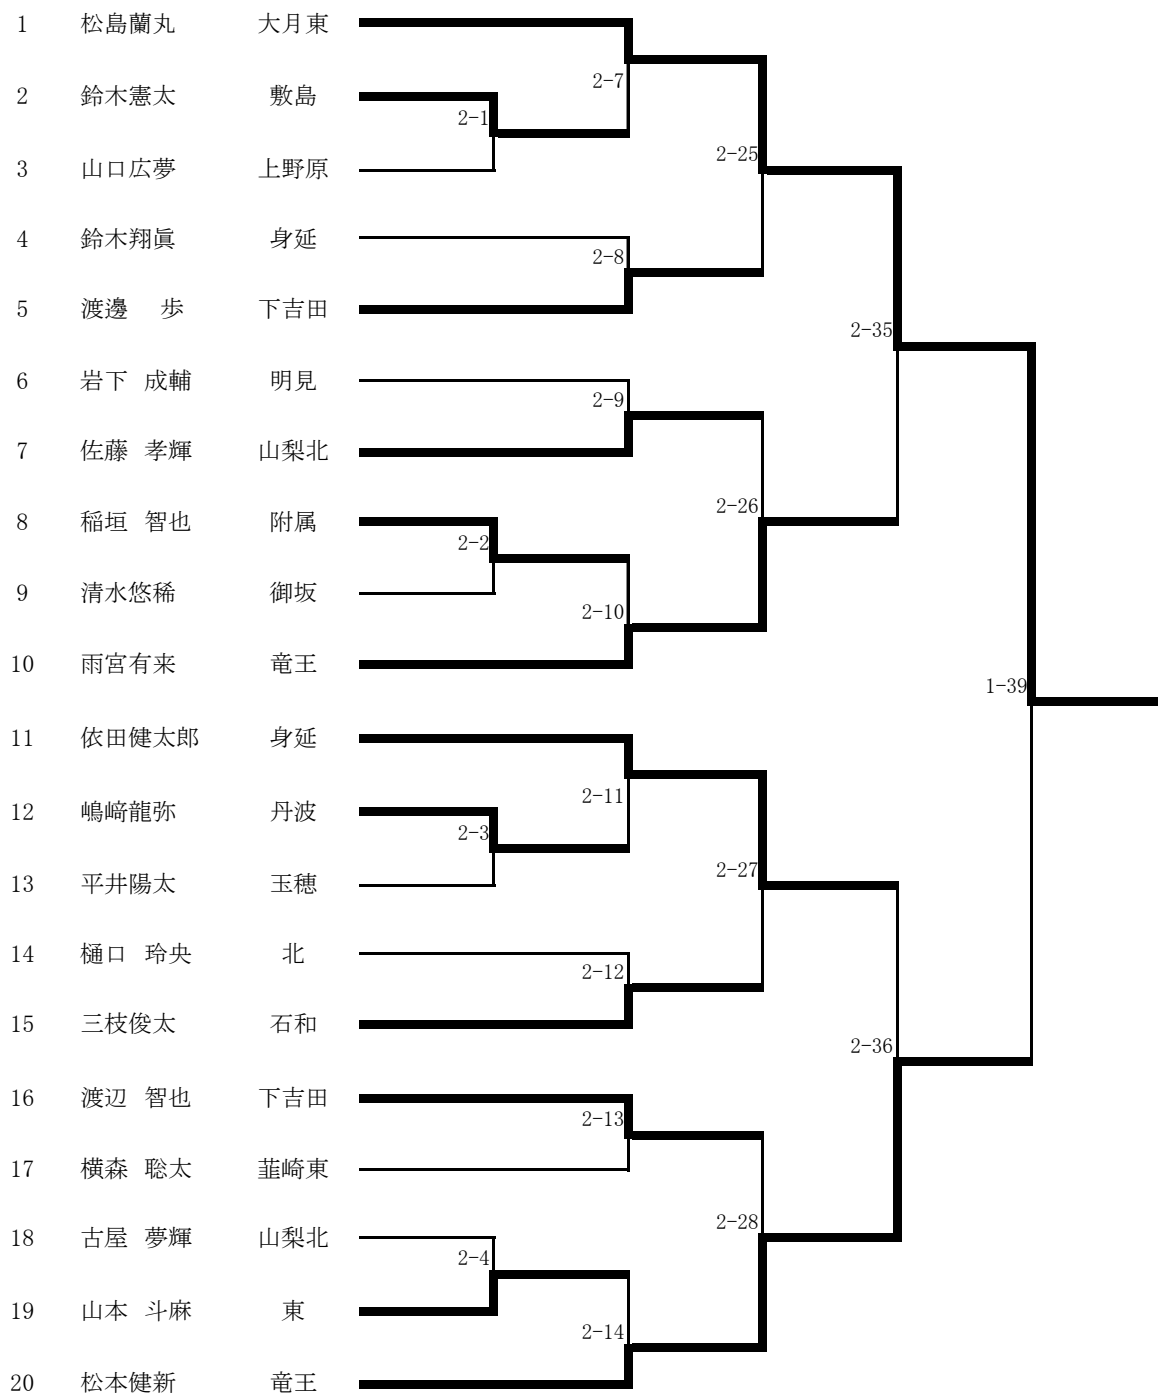 1 松島蘭丸 大月東
2-7
2 鈴木憲太 敷島
2-1
2-25
3 山口広夢 上野原
4 鈴木翔眞 身延
2-8
5 渡邊 歩 下吉田
2-35
6 岩下 成輔 明見
2-9
7 佐藤 孝輝 山梨北
2-26
8 稲垣 智也 附属
2-2
9 清水悠稀 御坂
2-10
10 雨宮有来 竜王
1-39
11 依田健太郎 身延
2-11
12 嶋﨑龍弥 丹波
2-3
2-27
13 平井陽太 玉穂
14 樋口 玲央 北
2-12
15 三枝俊太 石和
2-36
16 渡辺 智也 下吉田
2-13
17 横森 聡太 韮崎東
2-28
18 古屋 夢輝 山梨北
2-4
19 山本 斗麻 東
2-14
20 松本健新 竜王